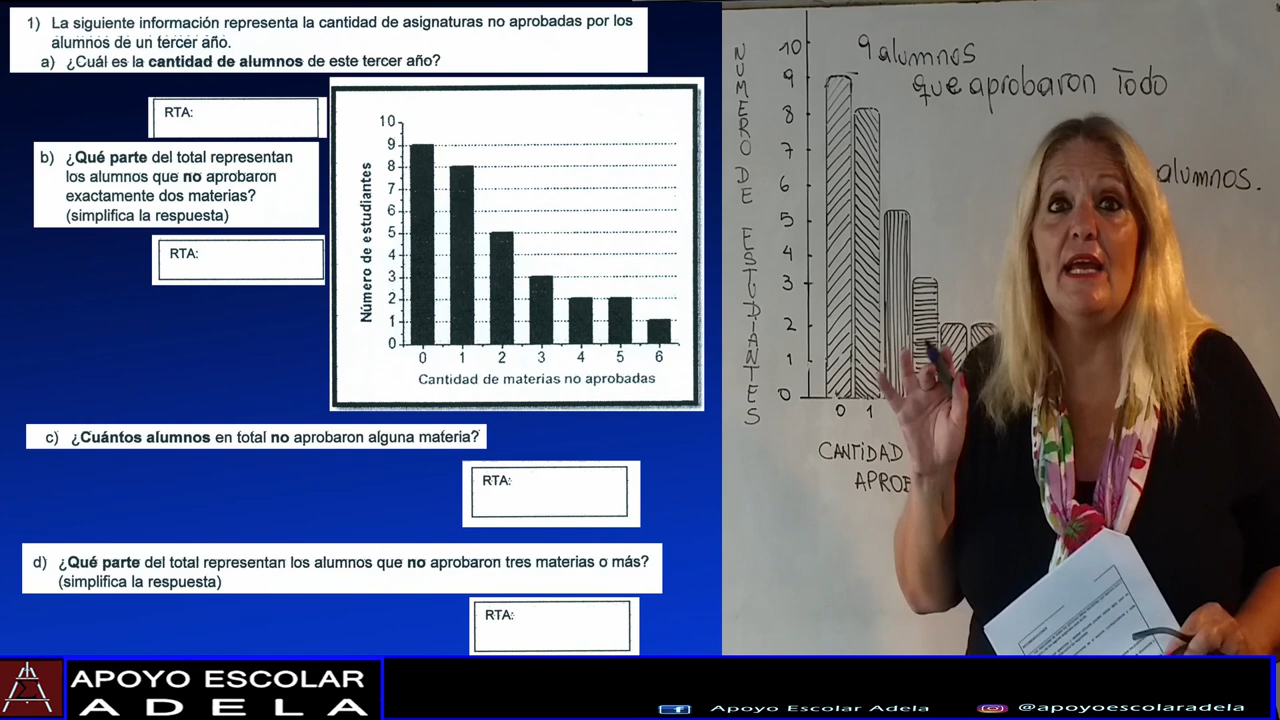 1) La siguiente información representa la cantidad de asignaturas no aprobadas por los
alumnos de un tercer año.
a) ¿Cuál es la cantidad de alumnos de este tercer año?
RTA:
b) ¿Qué parte del total representan
los alumnos que no aprobaron
exactamente dos materias?
(simplifica la respuesta)
RTA:
Número de estudiantes
10
9
8
7
6
5
4
3
2
1
0
0 1 2 3 4 5 6
Cantidad de materias no aprobadas
c) ¿Cuántos alumnos en total no aprobaron alguna materia?
RTA:
d) ¿Qué parte del total representan los alumnos que no aprobaron tres materias o más?
(simplifica la respuesta)
RTA:
NUMERO DE ESTUDIANTES
10
9
8
7
6
5
4
3
2
1
0
0 1
9 alumnos
que aprobaron Todo
alumnos.
CANTIDAD
APROB
APOYO ESCOLAR
ADELA
Apoyo Escolar Adela
@apoyoescolaradela